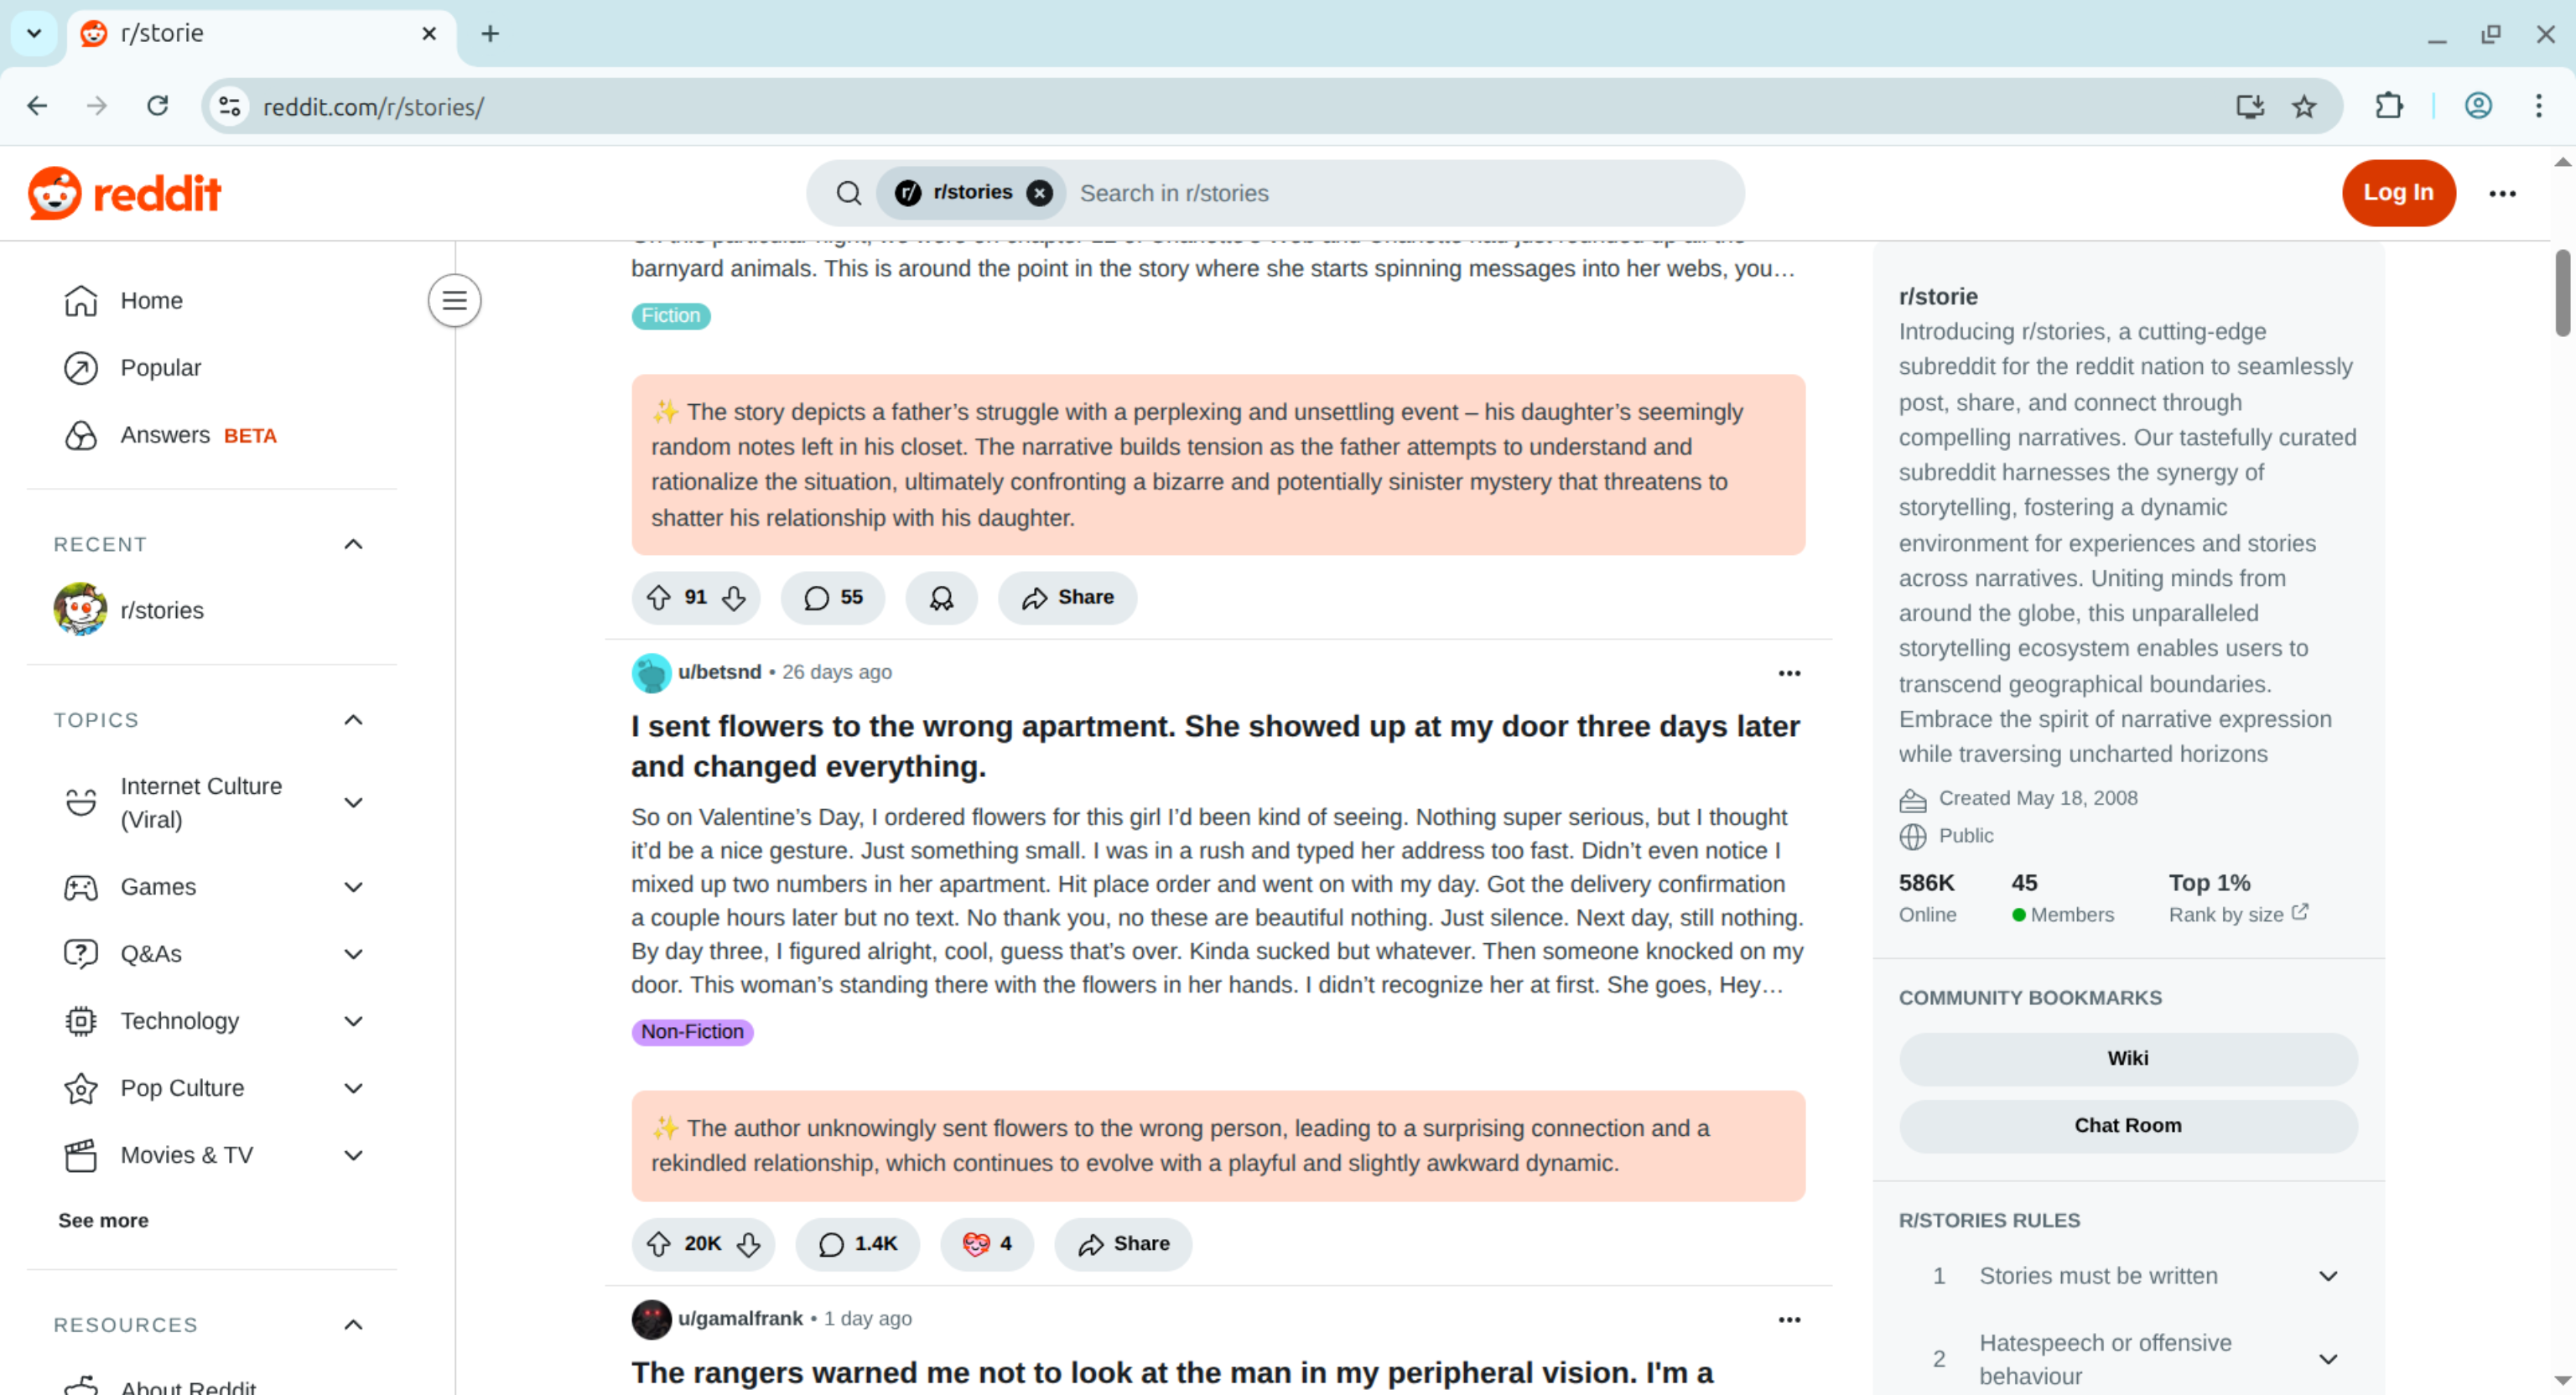 r/storie
reddit.com/r/stories/
reddit
r/ r/stories Search in r/stories
Log In
Home
Popular
Answers BETA
RECENT
r/stories
TOPICS
Internet Culture
(Viral)
Games
Q&As
Technology
Pop Culture
Movies & TV
See more
RESOURCES
About Reddit
barnyard animals. This is around the point in the story where she starts spinning messages into her webs, you…
Fiction
✨ The story depicts a father’s struggle with a perplexing and unsettling event – his daughter’s seemingly
random notes left in his closet. The narrative builds tension as the father attempts to understand and
rationalize the situation, ultimately confronting a bizarre and potentially sinister mystery that threatens to
shatter his relationship with his daughter.
91 55 Share
u/betsnd • 26 days ago
I sent flowers to the wrong apartment. She showed up at my door three days later
and changed everything.
So on Valentine’s Day, I ordered flowers for this girl I’d been kind of seeing. Nothing super serious, but I thought
it’d be a nice gesture. Just something small. I was in a rush and typed her address too fast. Didn’t even notice I
mixed up two numbers in her apartment. Hit place order and went on with my day. Got the delivery confirmation
a couple hours later but no text. No thank you, no these are beautiful nothing. Just silence. Next day, still nothing.
By day three, I figured alright, cool, guess that’s over. Kinda sucked but whatever. Then someone knocked on my
door. This woman’s standing there with the flowers in her hands. I didn’t recognize her at first. She goes, Hey…
Non-Fiction
✨ The author unknowingly sent flowers to the wrong person, leading to a surprising connection and a
rekindled relationship, which continues to evolve with a playful and slightly awkward dynamic.
20K 1.4K 4 Share
u/gamalfrank • 1 day ago
The rangers warned me not to look at the man in my peripheral vision. I'm a
r/storie
Introducing r/stories, a cutting-edge
subreddit for the reddit nation to seamlessly
post, share, and connect through
compelling narratives. Our tastefully curated
subreddit harnesses the synergy of
storytelling, fostering a dynamic
environment for experiences and stories
across narratives. Uniting minds from
around the globe, this unparalleled
storytelling ecosystem enables users to
transcend geographical boundaries.
Embrace the spirit of narrative expression
while traversing uncharted horizons
Created May 18, 2008
Public
586K 45 Top 1%
Online Members Rank by size
COMMUNITY BOOKMARKS
Wiki
Chat Room
R/STORIES RULES
1 Stories must be written
2 Hatespeech or offensive
behaviour